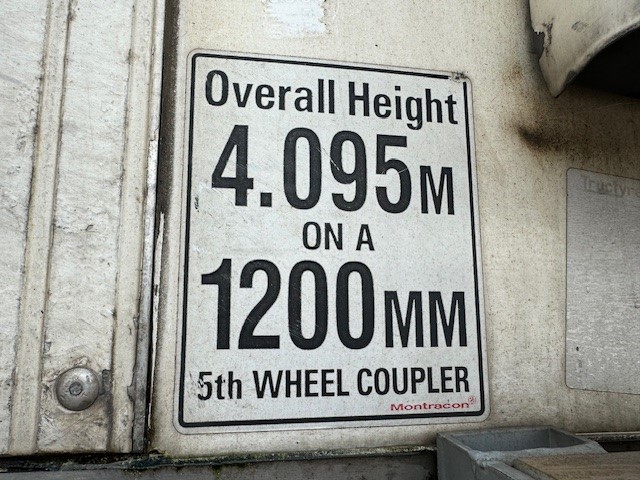 Overall Height
4.095M
ON A
1200MM
5th WHEEL COUPLER
Montracon